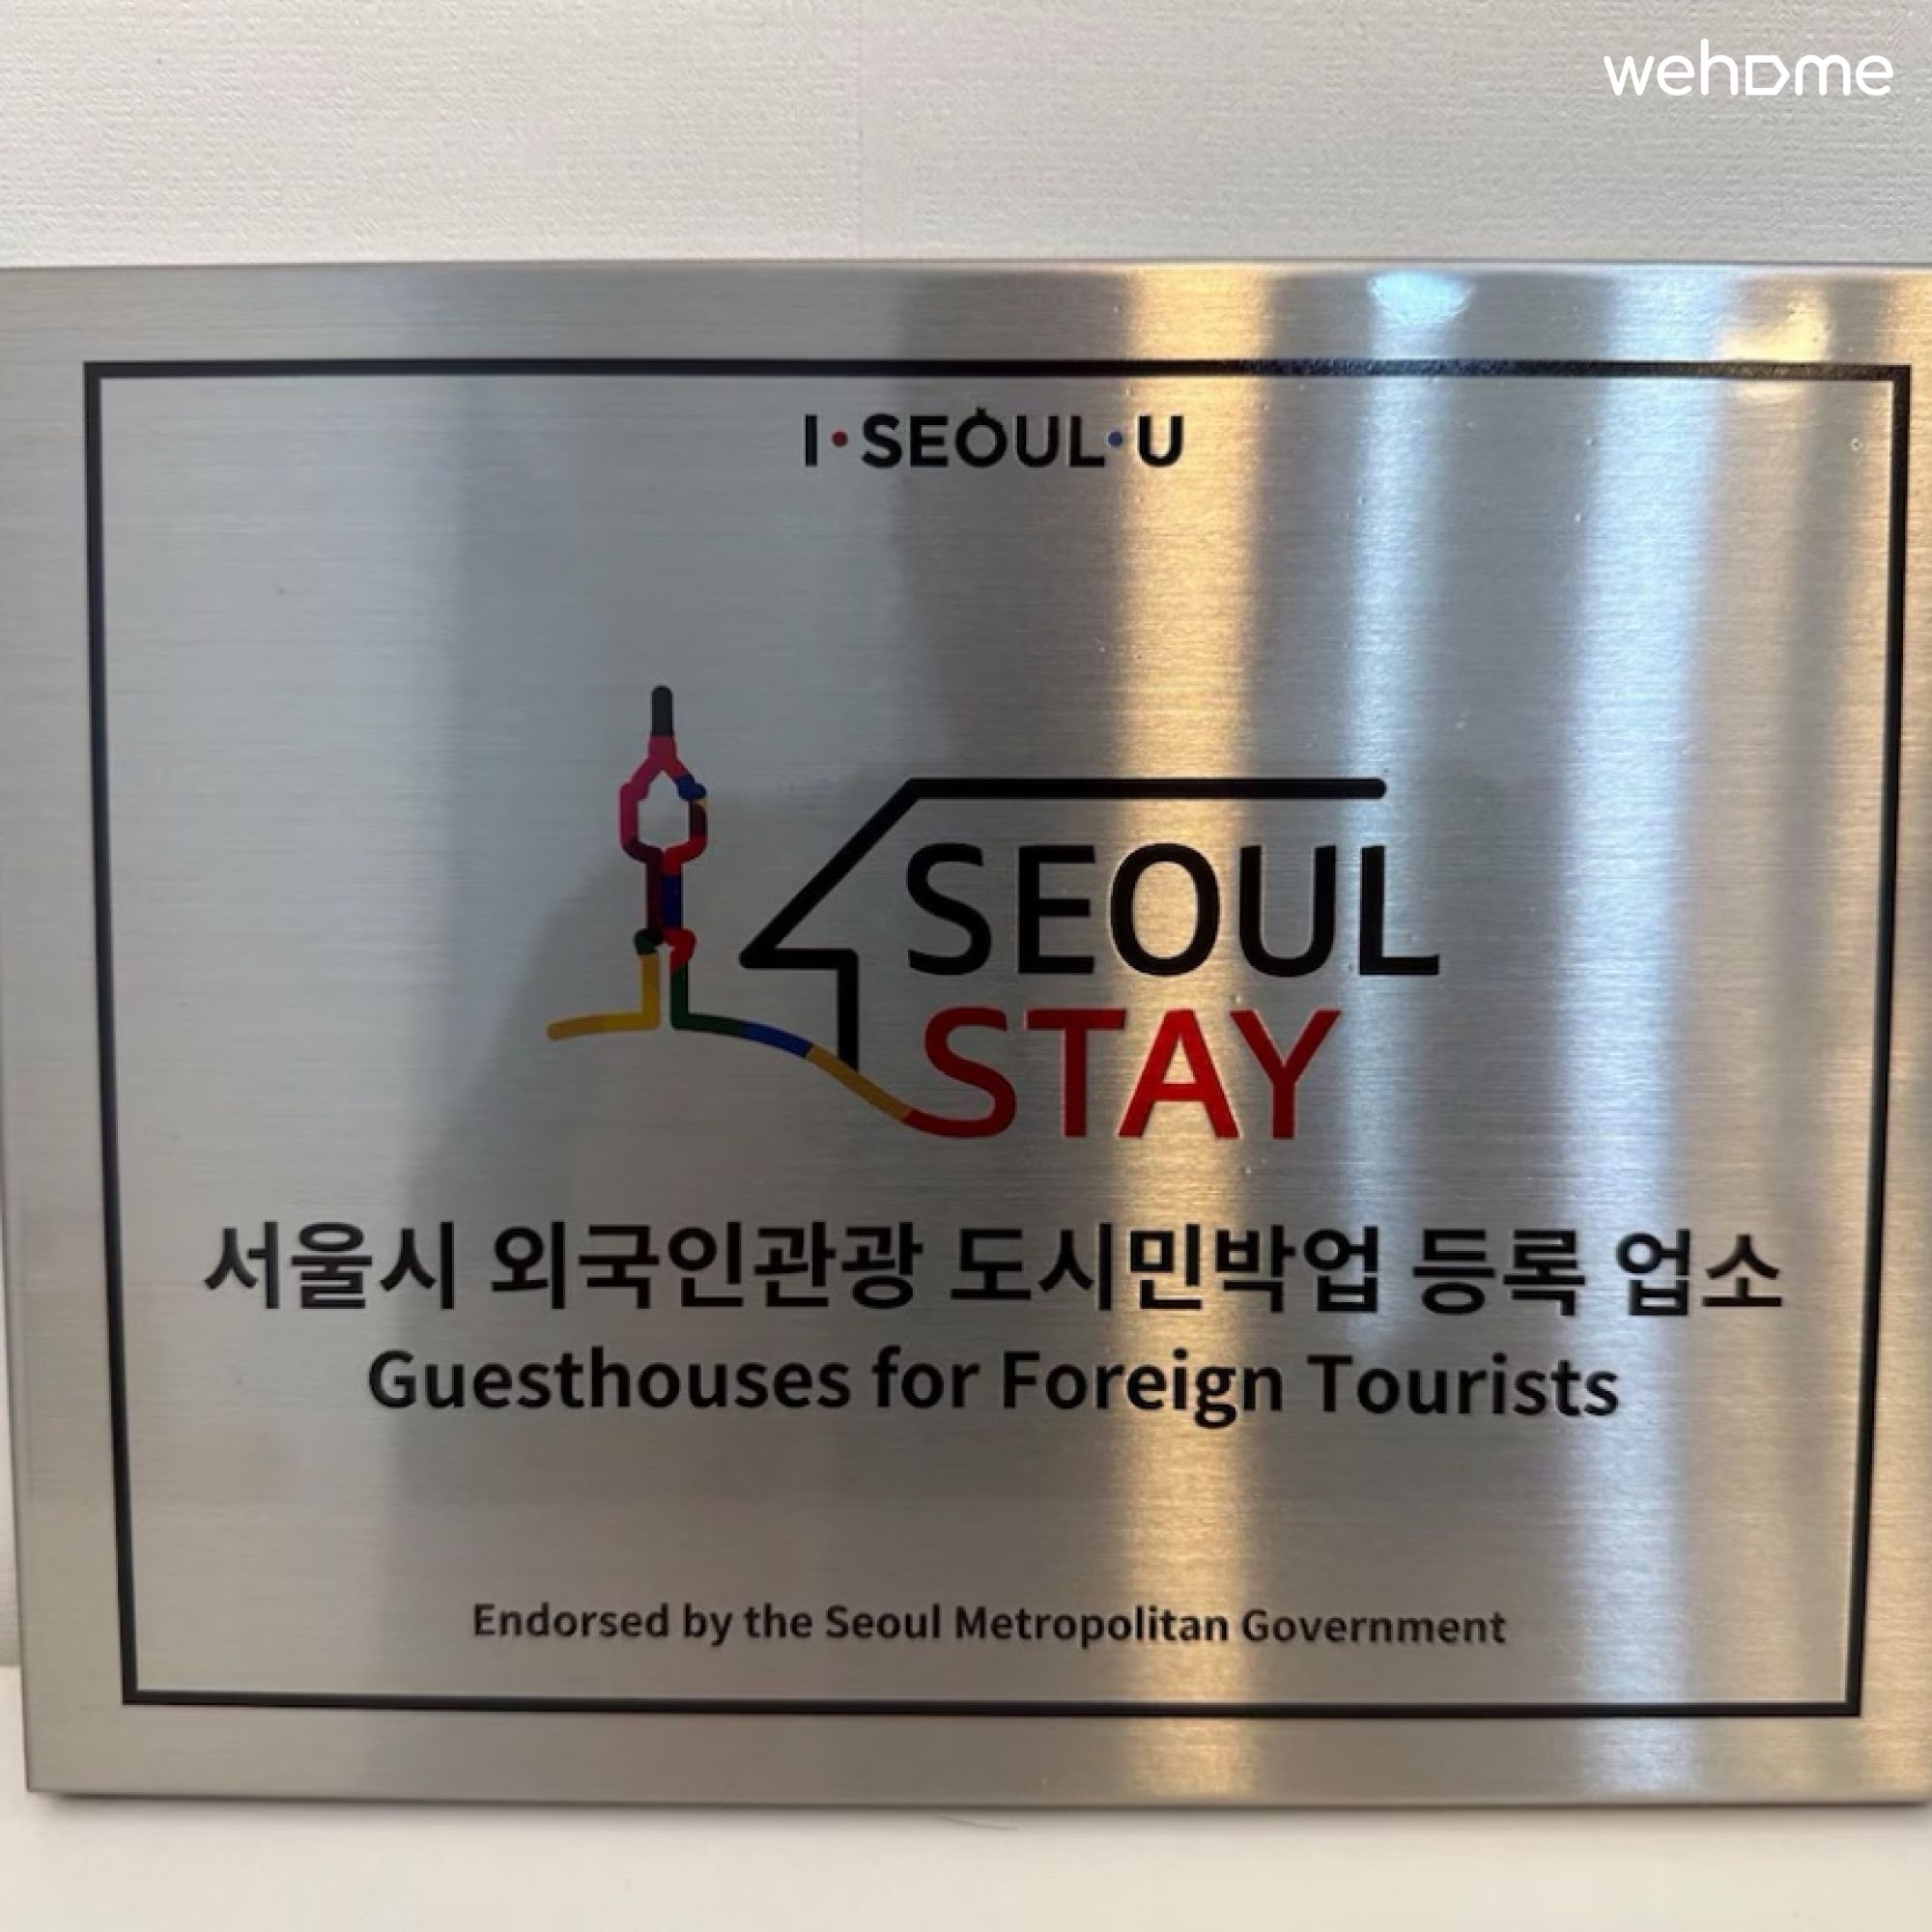 wehome
I·SEOUL·U
SEOUL
STAY
서울시 외국인관광 도시민박업 등록 업소
Guesthouses for Foreign Tourists
Endorsed by the Seoul Metropolitan Government